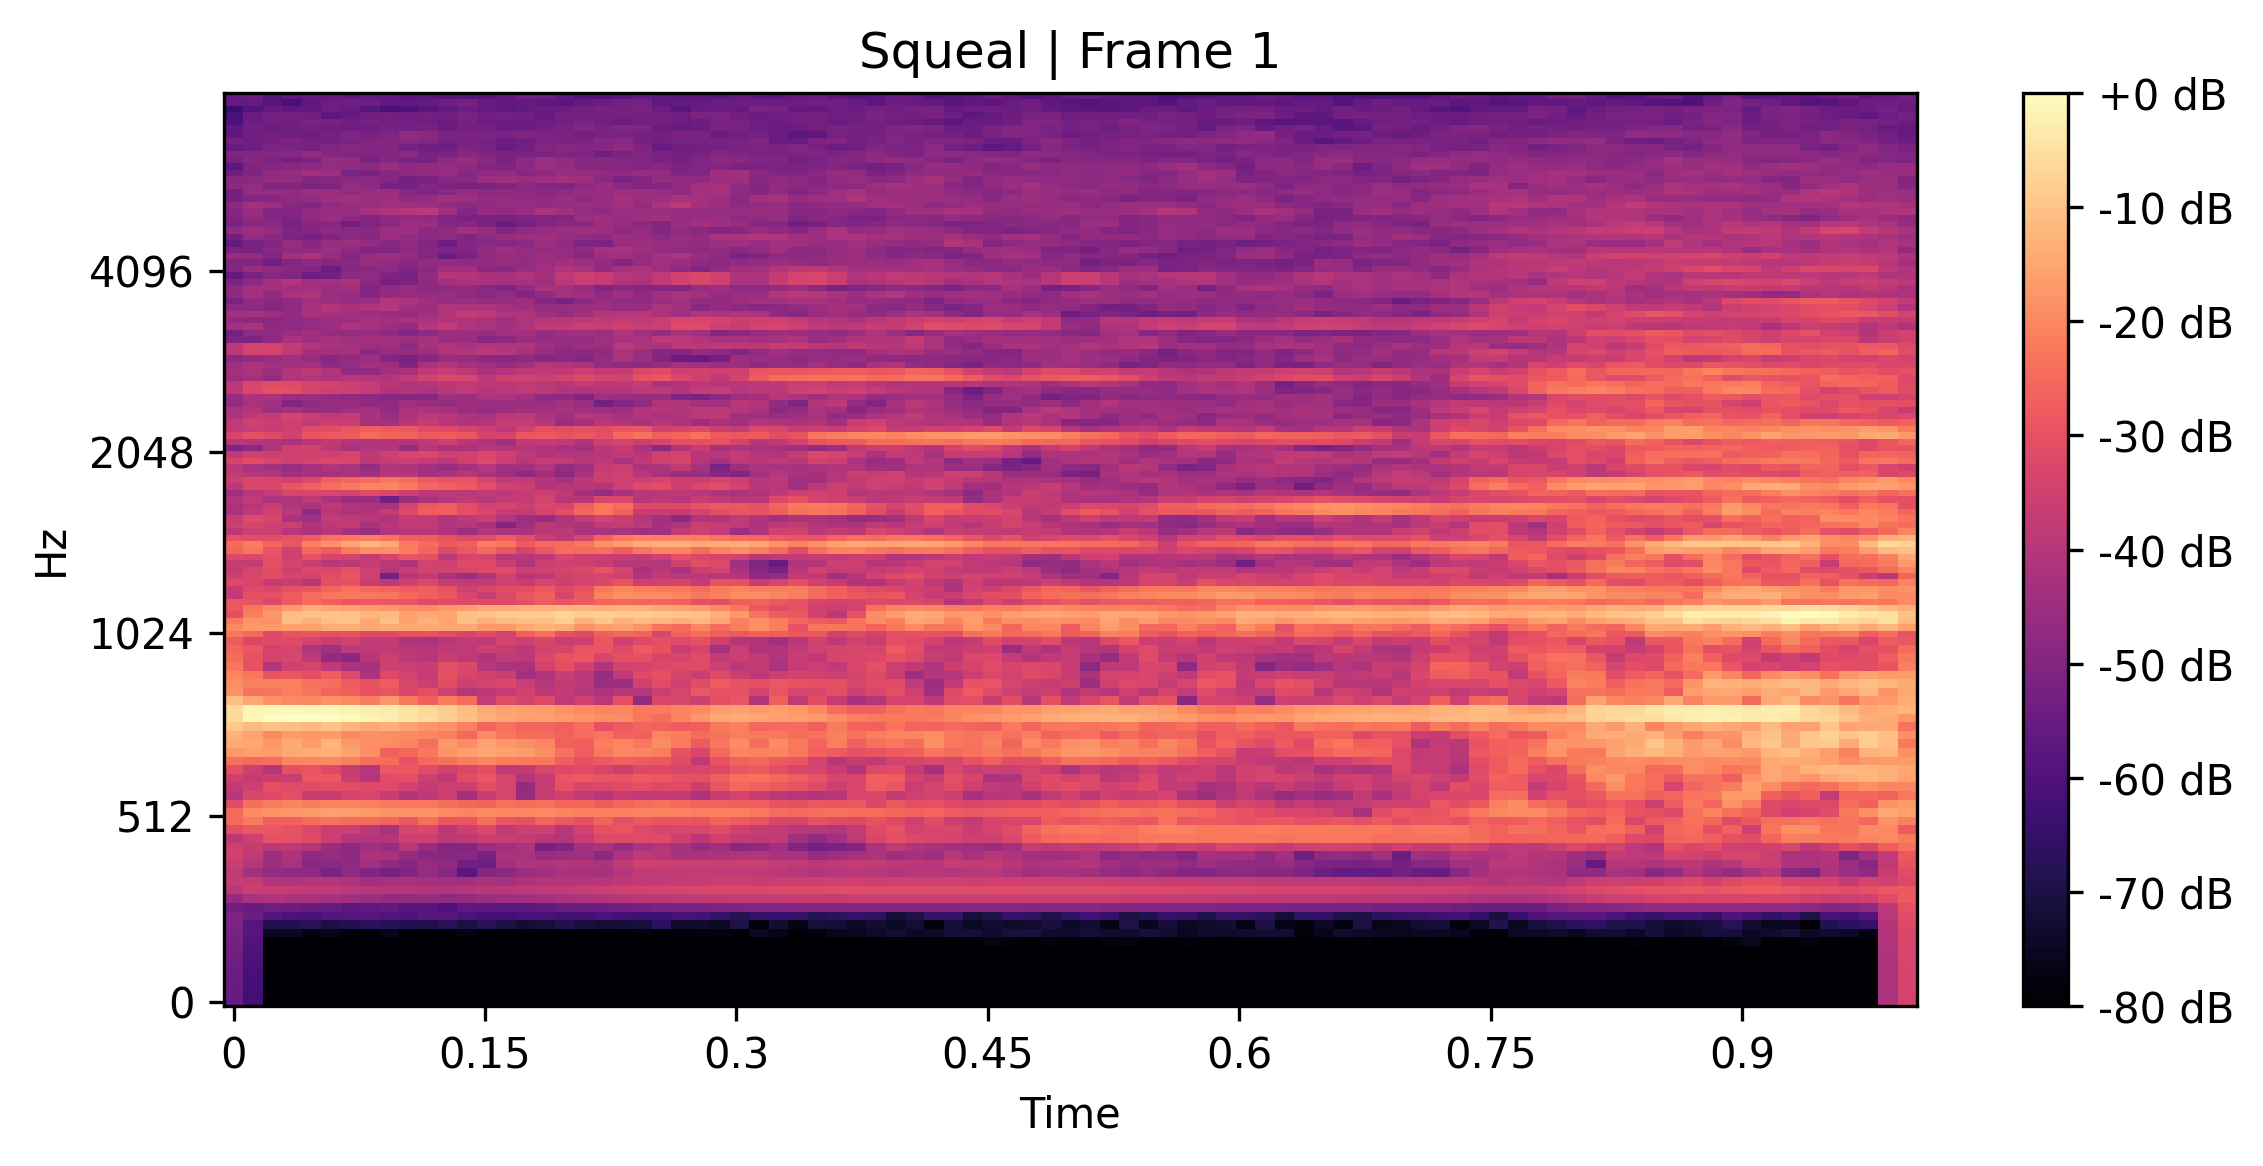 Squeal | Frame 1
Hz
4096
2048
1024
512
0
0 0.15 0.3 0.45 0.6 0.75 0.9
Time
+0 dB
-10 dB
-20 dB
-30 dB
-40 dB
-50 dB
-60 dB
-70 dB
-80 dB